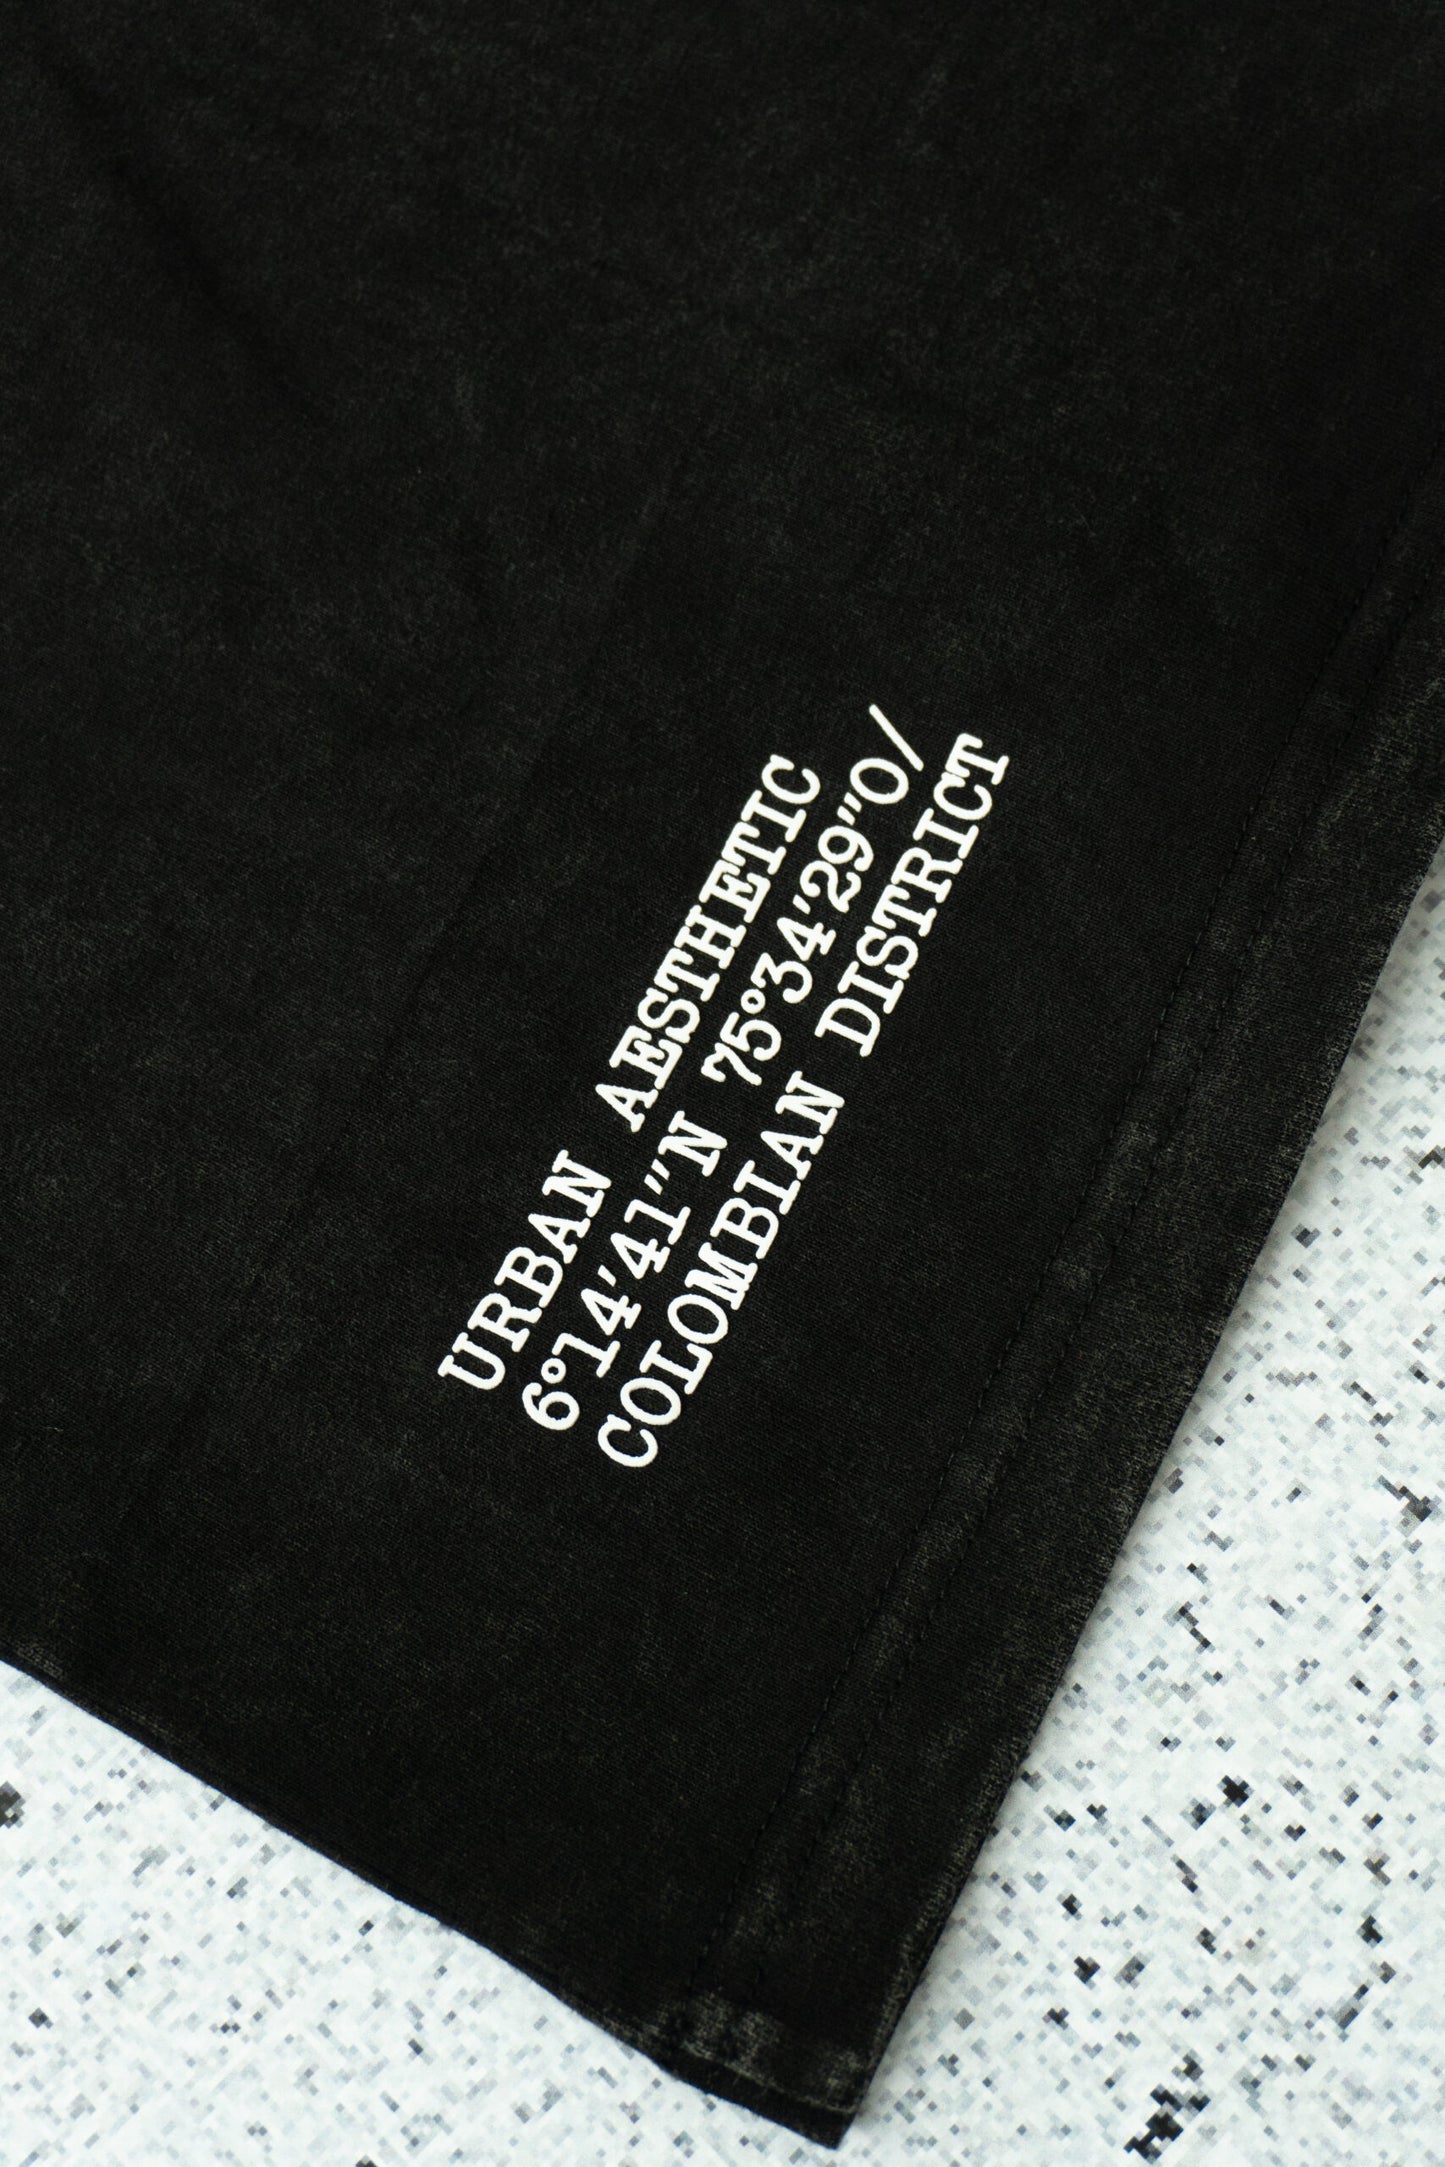 URBAN AESTHETIC
6°14'41"N 75°34'29"O/
COLOMBIAN DISTRICT